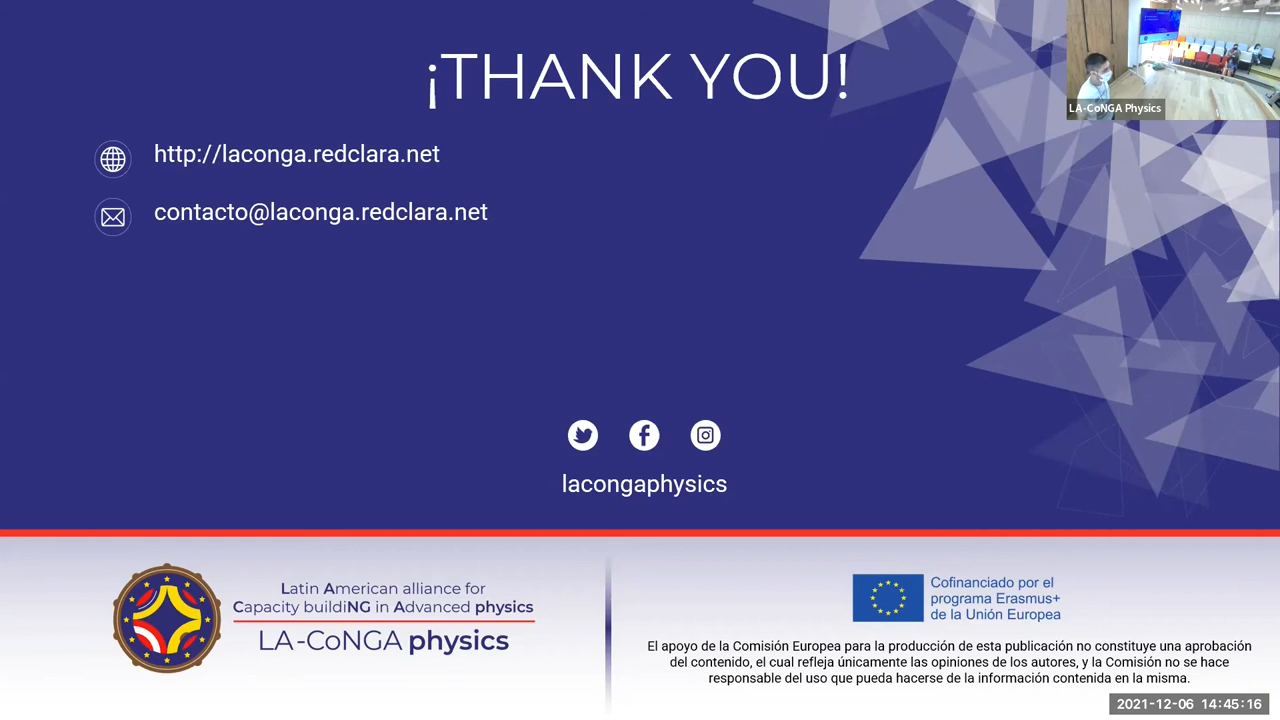 ¡THANK YOU!
LA-CoNGA Physics
http://laconga.redclara.net
contacto@laconga.redclara.net
lacongaphysics
Latin American alliance for
Capacity buildiNG in Advanced physics
LA-CoNGA physics
Cofinanciado por el
programa Erasmus+
de la Unión Europea
El apoyo de la Comisión Europea para la producción de esta publicación no constituye una aprobación
del contenido, el cual refleja únicamente las opiniones de los autores, y la Comisión no se hace
responsable del uso que pueda hacerse de la información contenida en la misma.
2021-12-06 14:45:16